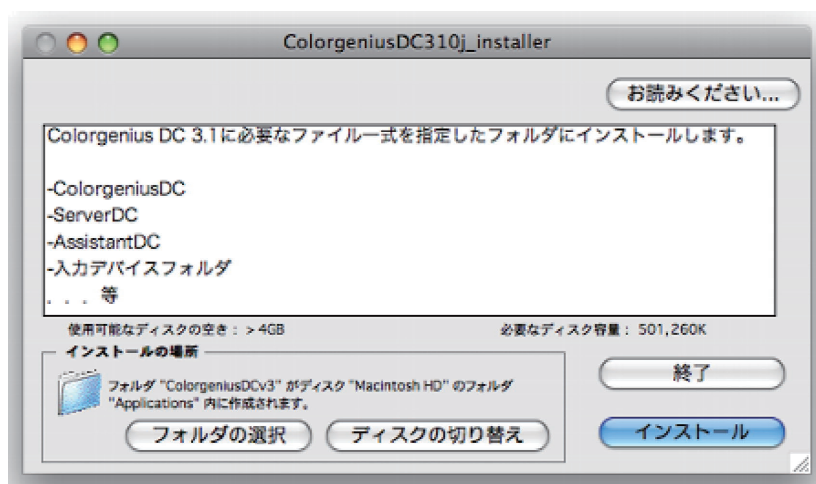 ColorgeniusDC310j_installer
お読みください...
Colorgenius DC 3.1に必要なファイル一式を指定したフォルダにインストールします。
-ColorgeniusDC
-ServerDC
-AssistantDC
-入力デバイスフォルダ
. . . 等
使用可能なディスクの空き： > 4GB
必要なディスク容量： 501,260K
インストールの場所
フォルダ "ColorgeniusDCv3" がディスク "Macintosh HD" のフォルダ
"Applications" 内に作成されます。
終了
フォルダの選択
ディスクの切り替え
インストール